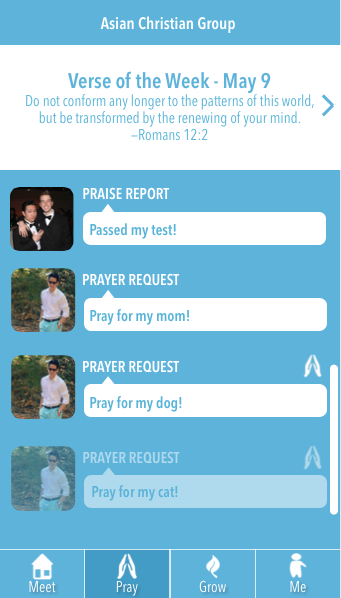 Asian Christian Group
Verse of the Week - May 9
Do not conform any longer to the patterns of this world,
but be transformed by the renewing of your mind.
–Romans 12:2
PRAISE REPORT
Passed my test!
PRAYER REQUEST
Pray for my mom!
PRAYER REQUEST
Pray for my dog!
PRAYER REQUEST
Pray for my cat!
Meet Pray Grow Me